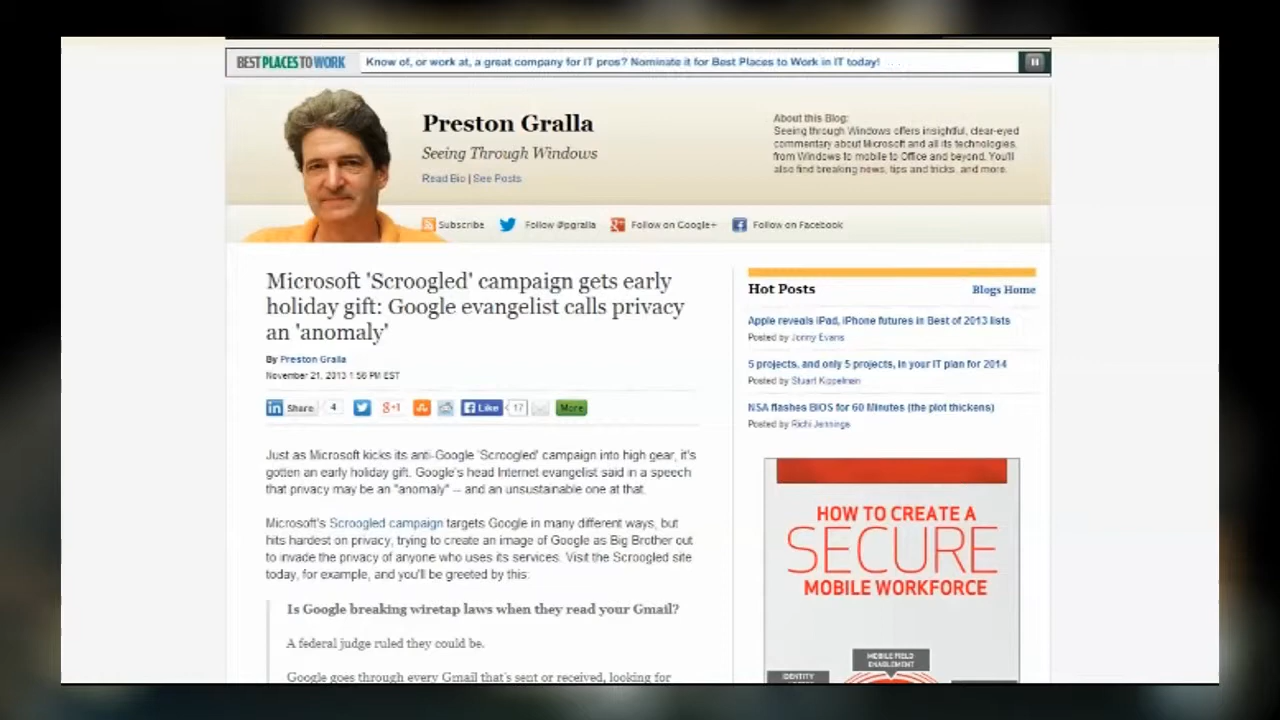 BEST PLACES TO WORK
Know of, or work at, a great company for IT pros? Nominate it for Best Places to Work in IT today!
Preston Gralla
Seeing Through Windows
Read Bio | See Posts
About this Blog:
Seeing through Windows offers insightful, clear-eyed
commentary about Microsoft and all its technologies,
from Windows to mobile to Office and beyond. You'll
also find breaking news, tips and tricks, and more.
Subscribe
Follow @pgralla
Follow on Google+
Follow on Facebook
Microsoft 'Scroogled' campaign gets early
holiday gift: Google evangelist calls privacy
an 'anomaly'
By Preston Gralla
November 21, 2013 1:56 PM EST
in Share 4 g+1 Like 17 More
Just as Microsoft kicks its anti-Google 'Scroogled' campaign into high gear, it's
gotten an early holiday gift. Google's head Internet evangelist said in a speech
that privacy may be an "anomaly" -- and an unsustainable one at that.
Microsoft's Scroogled campaign targets Google in many different ways, but
hits hardest on privacy, trying to create an image of Google as Big Brother out
to invade the privacy of anyone who uses its services. Visit the Scroogled site
today, for example, and you'll be greeted by this:
Is Google breaking wiretap laws when they read your Gmail?
A federal judge ruled they could be.
Google goes through every Gmail that's sent or received, looking for
Hot Posts
Blogs Home
Apple reveals iPad, iPhone futures in Best of 2013 lists
Posted by Jonny Evans
5 projects, and only 5 projects, in your IT plan for 2014
Posted by Stuart Kippelman
NSA flashes BIOS for 60 Minutes (the plot thickens)
Posted by Richi Jennings
HOW TO CREATE A
SECURE
MOBILE WORKFORCE
MOBILE FIELD
ENABLEMENT
IDENTITY